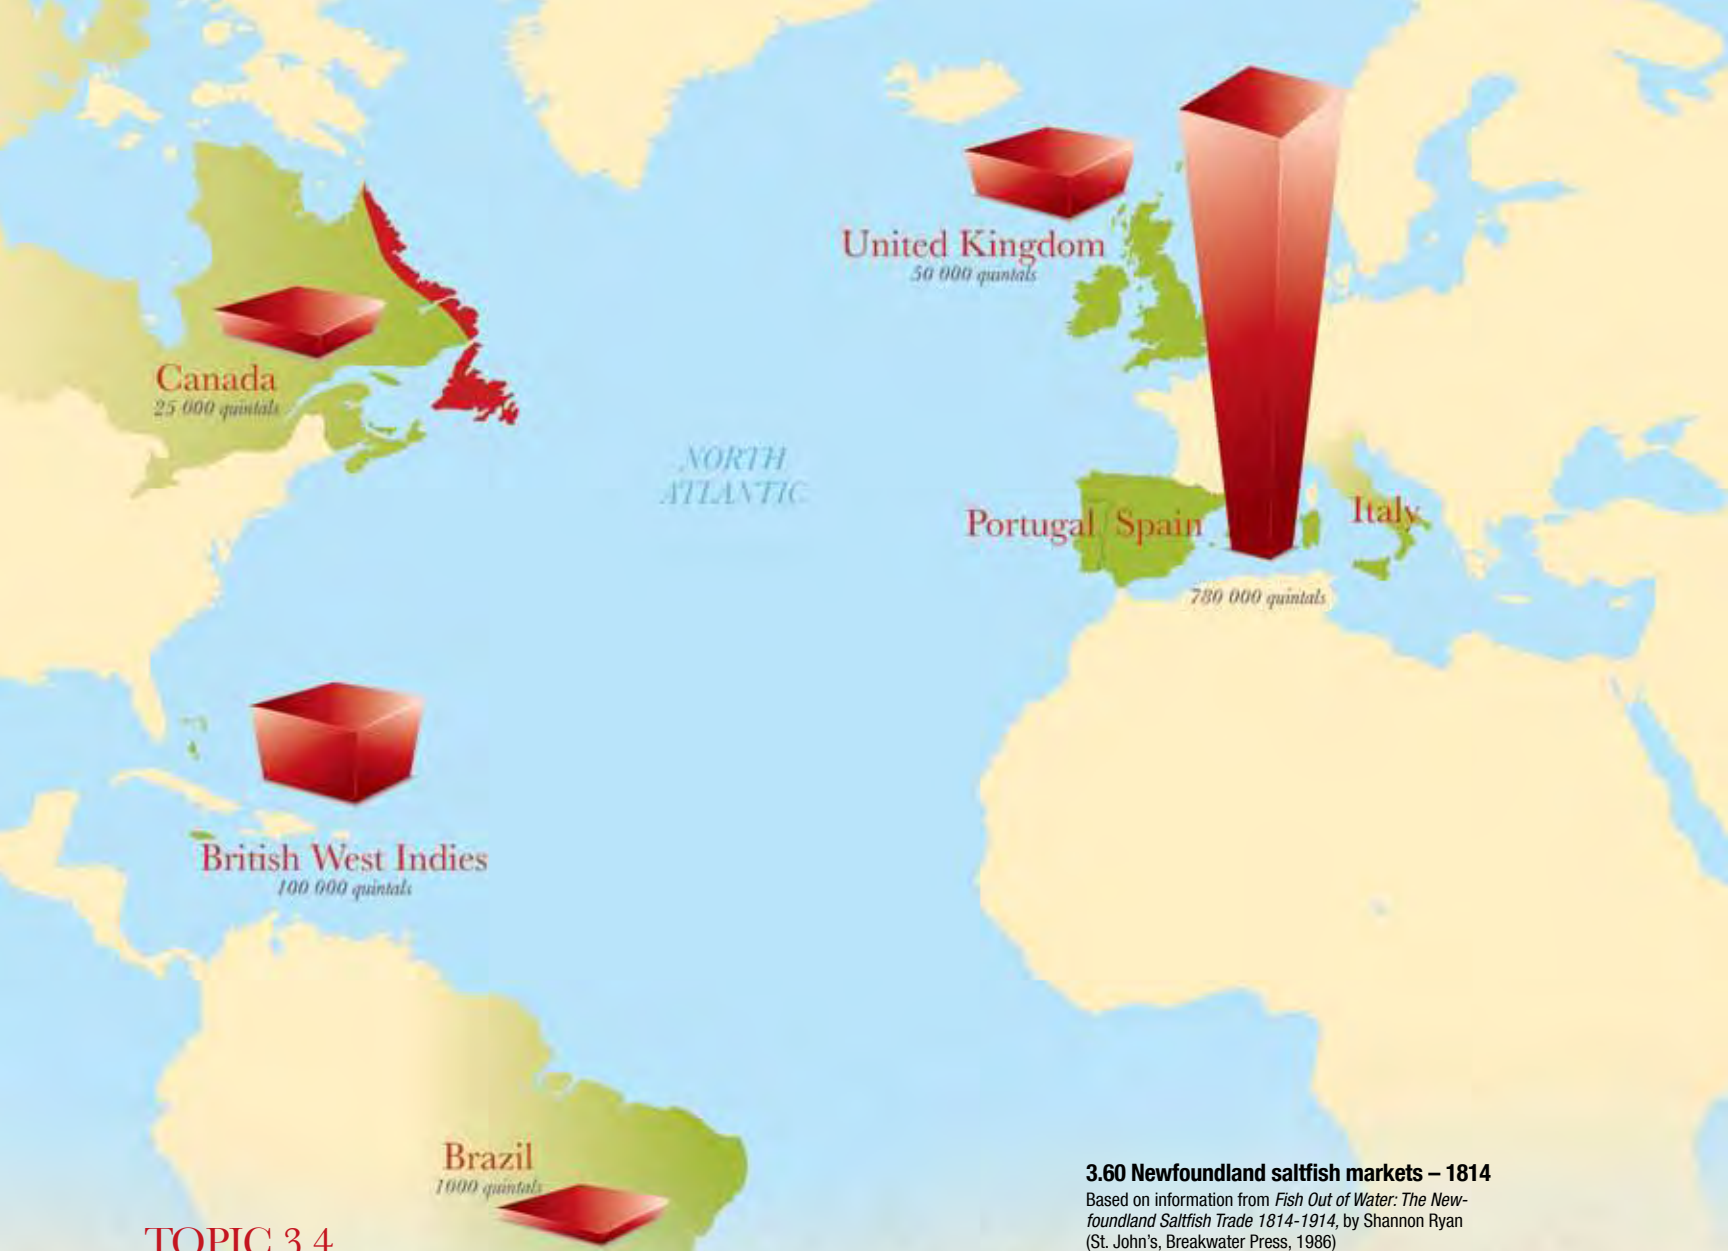 United Kingdom
50 000 quintals
Canada
25 000 quintals
NORTH
ATLANTIC
Portugal
Spain
Italy
780 000 quintals
British West Indies
100 000 quintals
Brazil
1000 quintals
3.60 Newfoundland saltfish markets – 1814
Based on information from Fish Out of Water: The New-
foundland Saltfish Trade 1814-1914, by Shannon Ryan
(St. John’s, Breakwater Press, 1986)
TOPIC 3.4